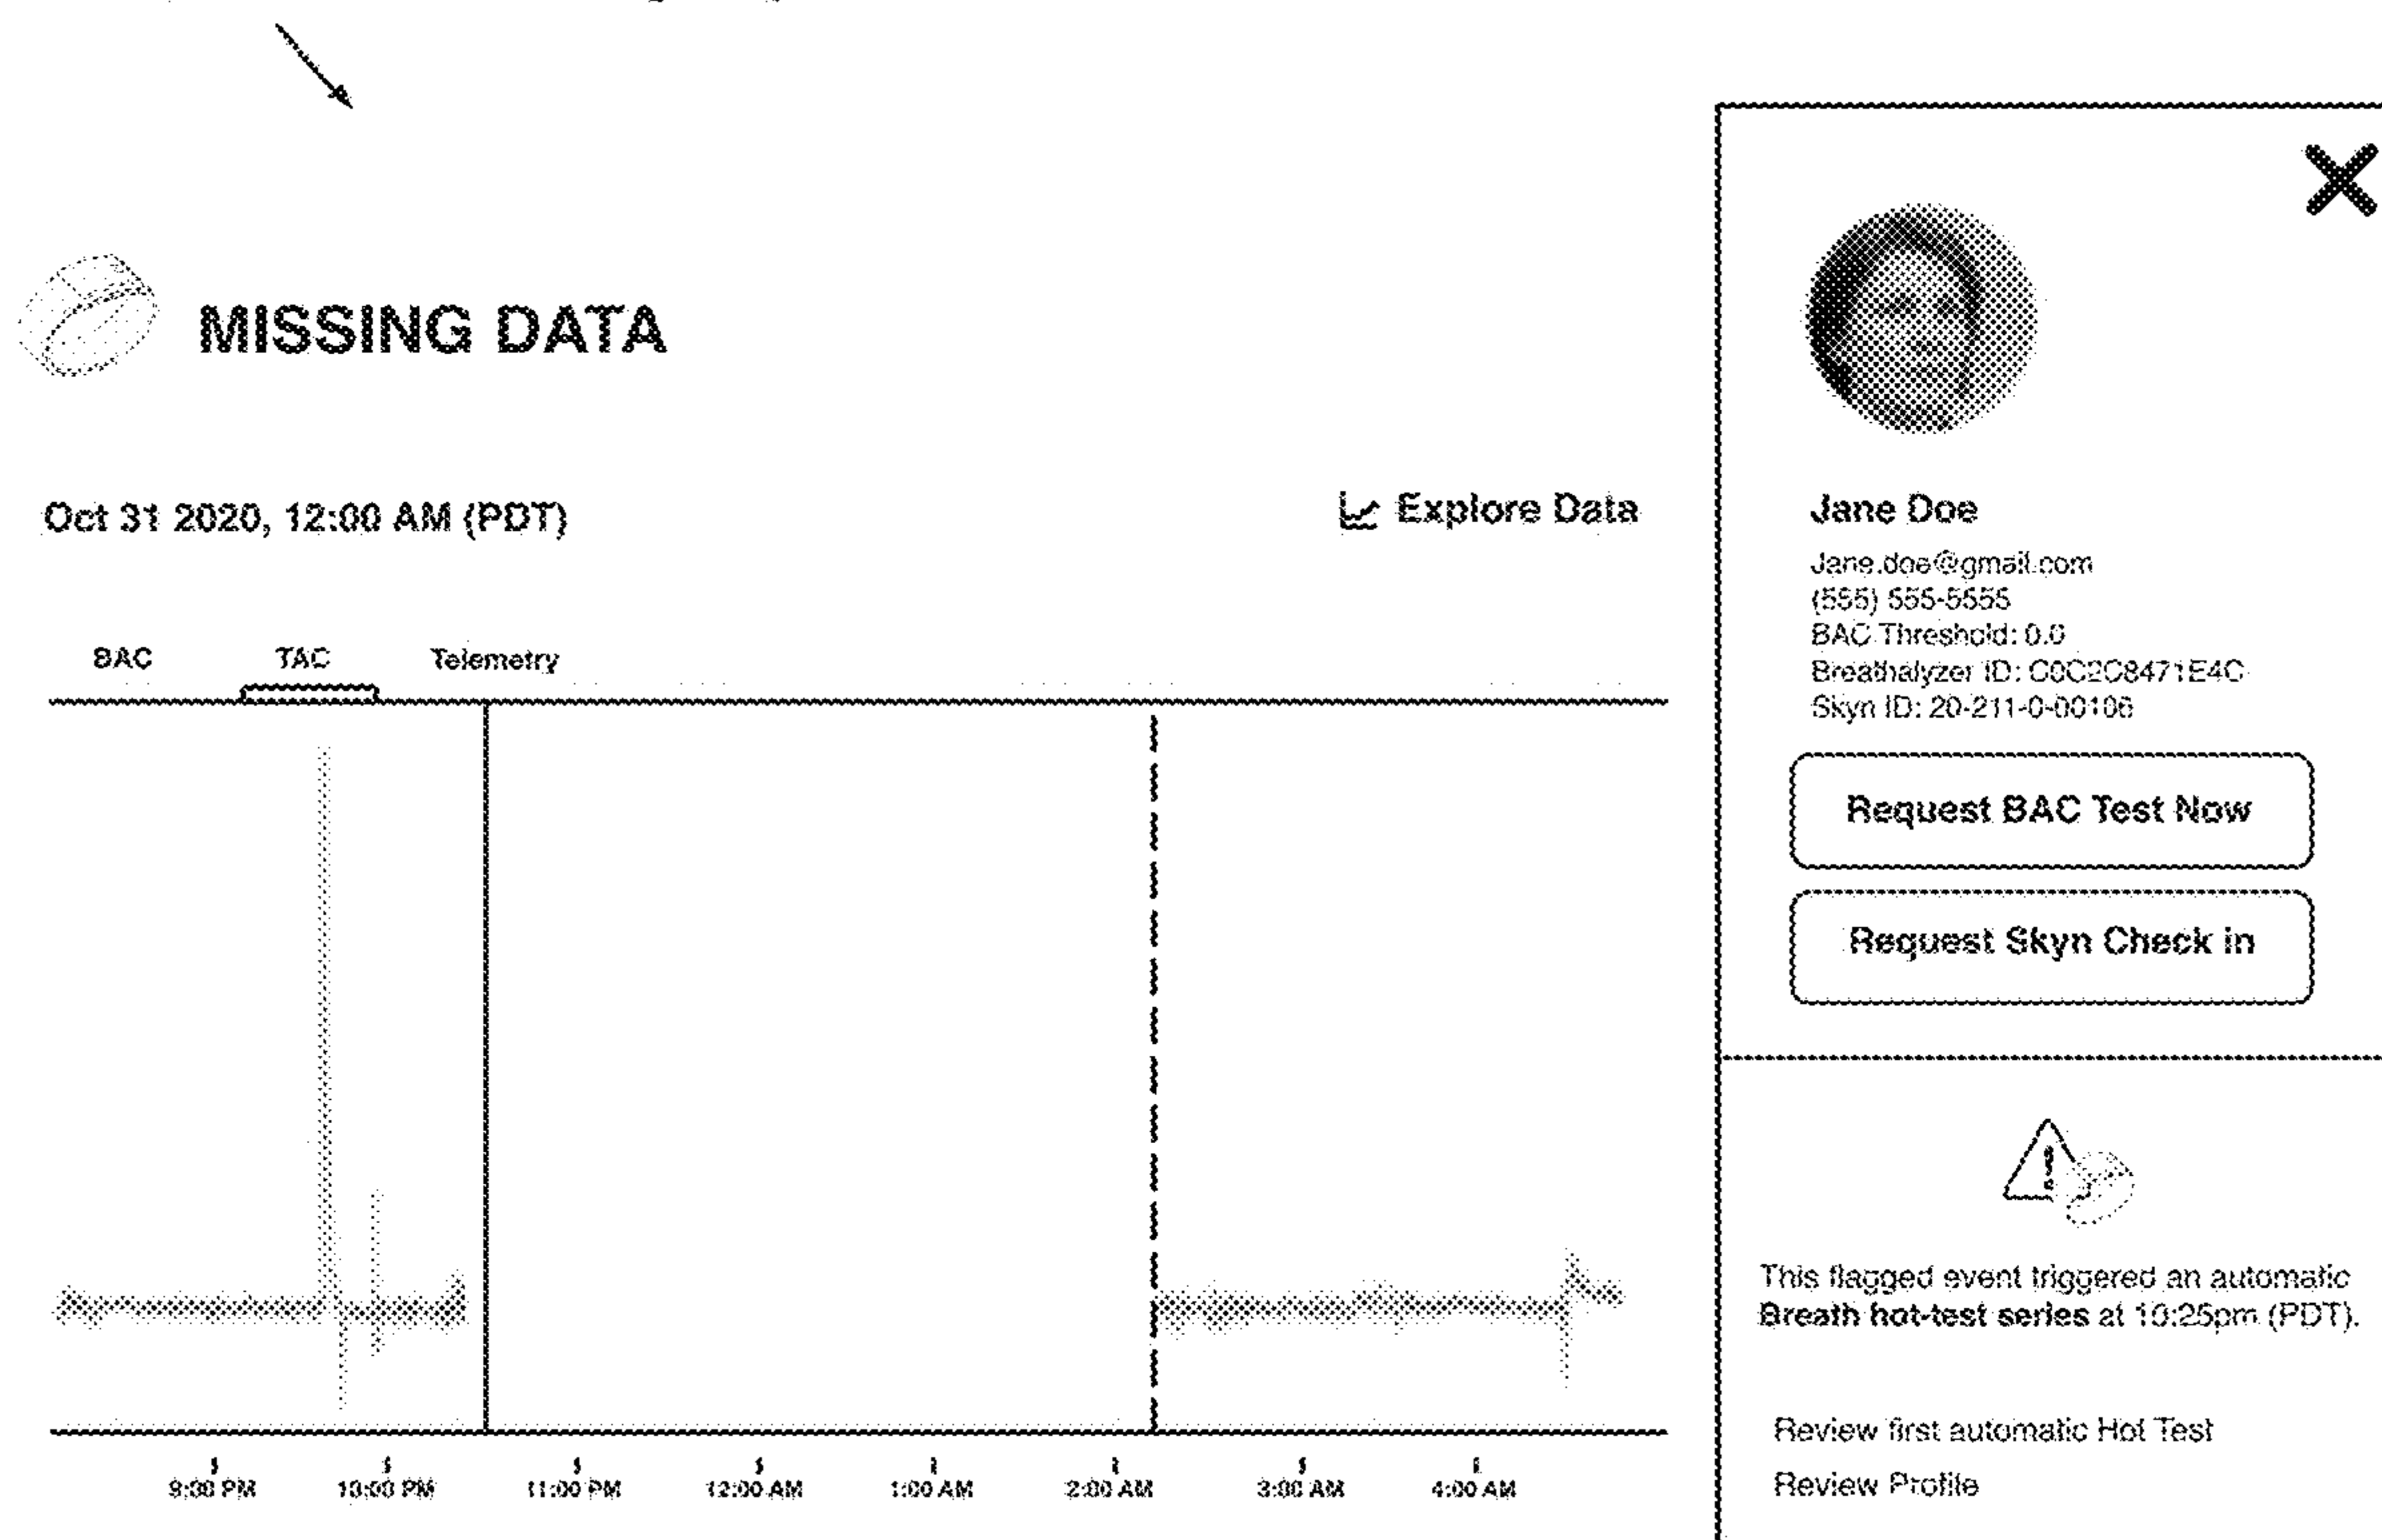 MISSING DATA
Oct 31 2020, 12:00 AM (PDT)
Explore Data
BAC TAC Telemetry
9:00 PM 10:00 PM 11:00 PM 12:00 AM 1:00 AM 2:00 AM 3:00 AM 4:00 AM
Jane Doe
Jane.doe@gmail.com
(555) 555-5555
BAC Threshold: 0.0
Breathalyzer ID: C0C2C8471E4C
Skyn ID: 20-211-0-00106
Request BAC Test Now
Request Skyn Check in
This flagged event triggered an automatic
Breath hot-test series at 10:25pm (PDT).
Review first automatic Hot Test
Review Profile